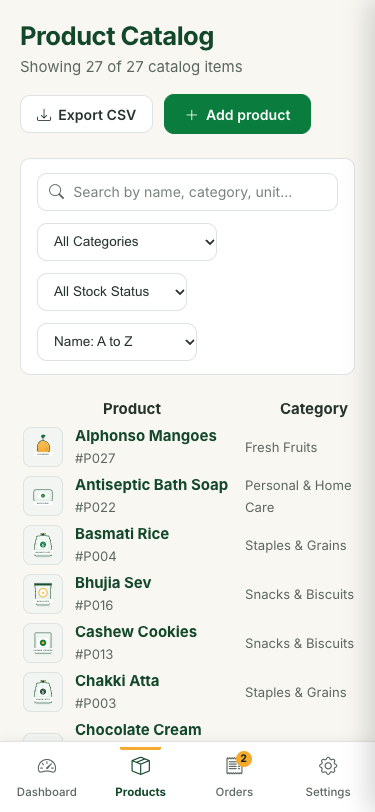 Product Catalog
Showing 27 of 27 catalog items
Export CSV
Add product
Search by name, category, unit...
All Categories
All Stock Status
Name: A to Z
Product Category
Alphonso Mangoes
#P027
Fresh Fruits
Antiseptic Bath Soap
#P022
Personal & Home
Care
Basmati Rice
#P004
Staples & Grains
Bhujia Sev
#P016
Snacks & Biscuits
Cashew Cookies
#P013
Snacks & Biscuits
Chakki Atta
#P003
Staples & Grains
Chocolate Cream
2
Dashboard Products Orders Settings